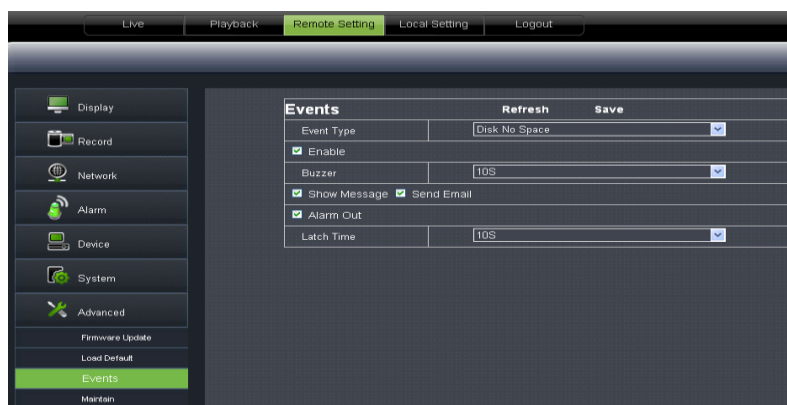 Live Playback Remote Setting Local Setting Logout
Display
Record
Network
Alarm
Device
System
Advanced
Firmware Update
Load Default
Events
Maintain
Events Refresh Save
Event Type Disk No Space
Enable
Buzzer 10S
Show Message Send Email
Alarm Out
Latch Time 10S